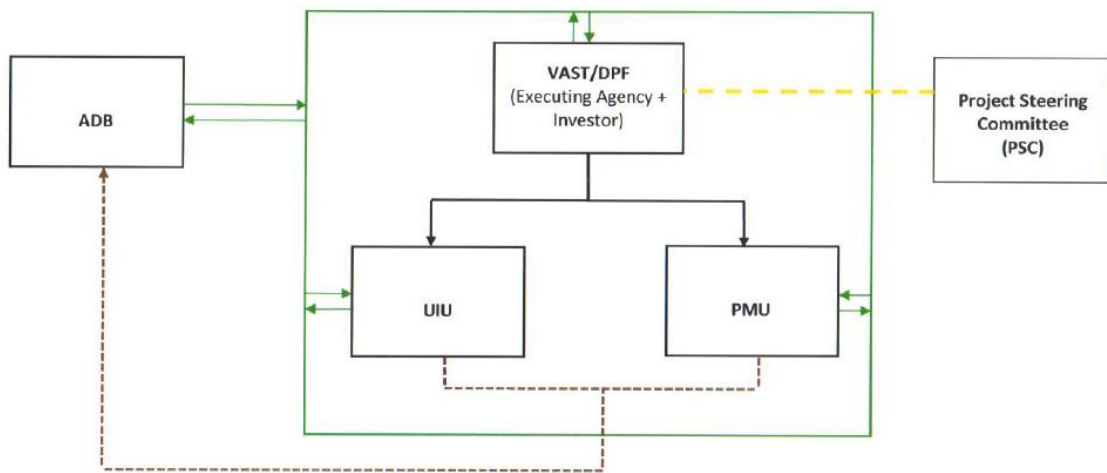 VAST/DPF
(Executing Agency +
Investor)
ADB
Project Steering
Committee
(PSC)
UIU
PMU